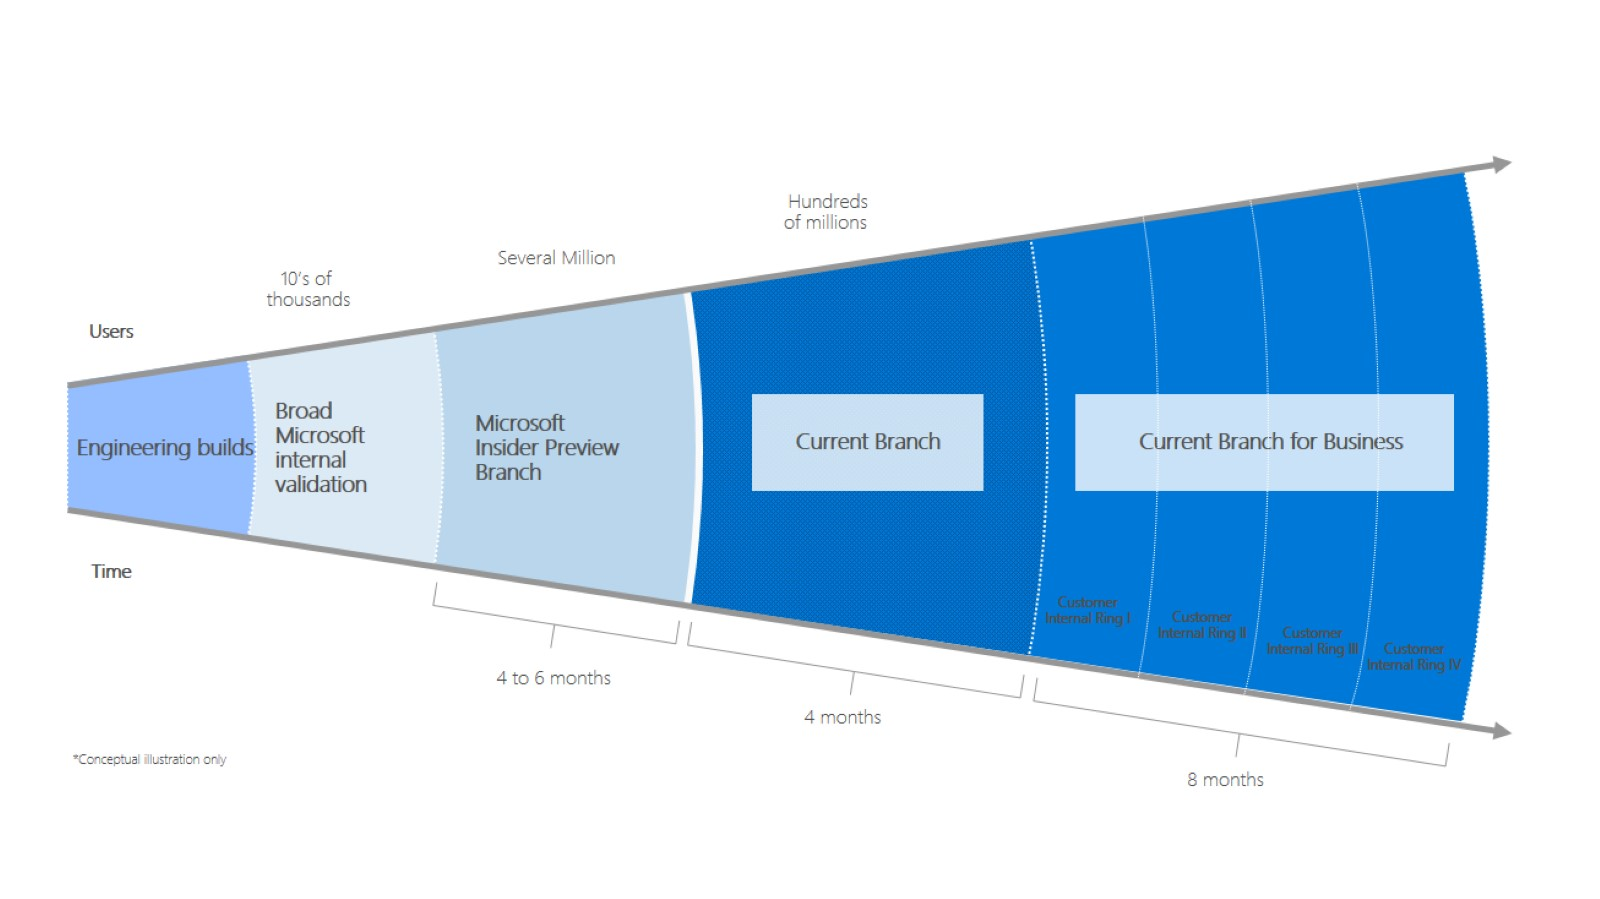 Hundreds
of millions
Several Million
10's of
thousands
Users
Engineering builds
Broad
Microsoft
internal
validation
Microsoft
Insider Preview
Branch
Current Branch
Current Branch for Business
Customer
Internal Ring I
Customer
Internal Ring II
Customer
Internal Ring III
Customer
Internal Ring IV
Time
4 to 6 months
4 months
8 months
*Conceptual illustration only